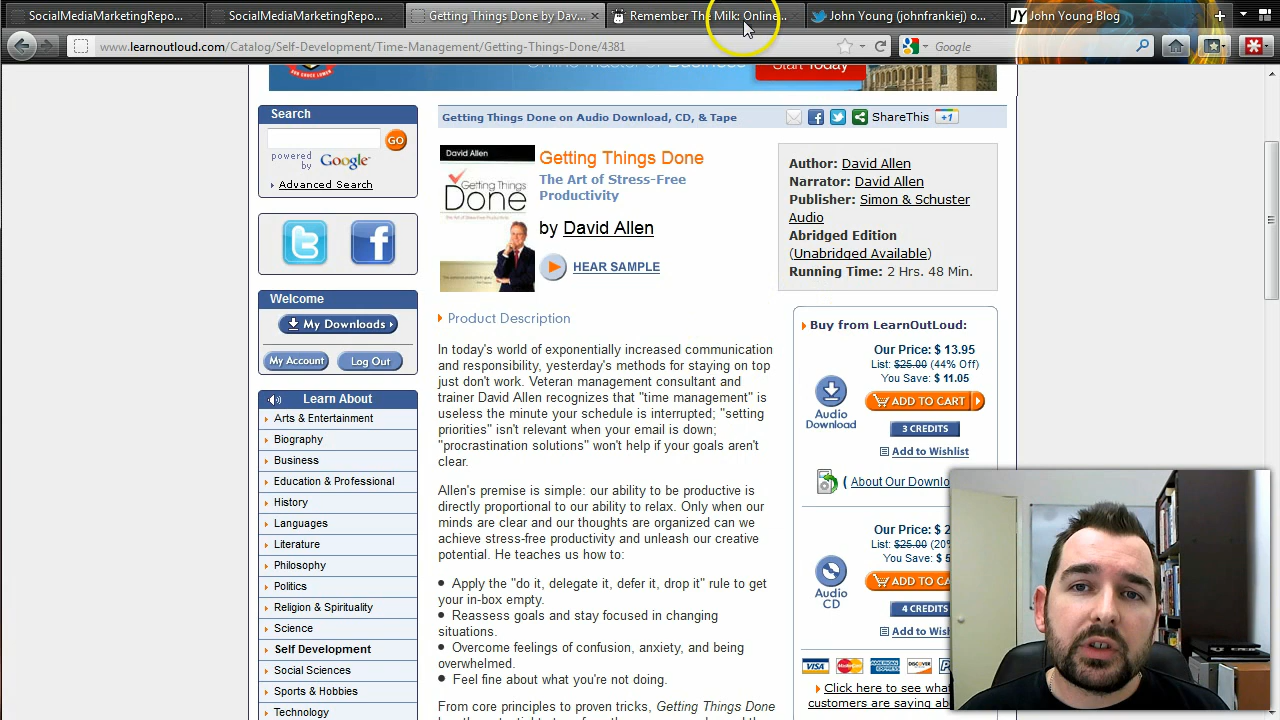 SocialMediaMarketingRepo...
SocialMediaMarketingRepo...
Getting Things Done by Dav...
Remember The Milk: Online...
John Young (johnfrankiej) o...
John Young Blog
www.learnoutloud.com/Catalog/Self-Development/Time-Management/Getting-Things-Done/4381
Google
Start Today
Search
GO
powered by Google
Advanced Search
Welcome
My Downloads
My Account
Log Out
Learn About
Arts & Entertainment
Biography
Business
Education & Professional
History
Languages
Literature
Philosophy
Politics
Religion & Spirituality
Science
Self Development
Social Sciences
Sports & Hobbies
Technology
Getting Things Done on Audio Download, CD, & Tape
ShareThis
+1
David Allen
Getting Things
Done
Getting Things Done
The Art of Stress-Free
Productivity
by David Allen
HEAR SAMPLE
Author: David Allen
Narrator: David Allen
Publisher: Simon & Schuster
Audio
Abridged Edition
(Unabridged Available)
Running Time: 2 Hrs. 48 Min.
Product Description
In today's world of exponentially increased communication
and responsibility, yesterday's methods for staying on top
just don't work. Veteran management consultant and
trainer David Allen recognizes that "time management" is
useless the minute your schedule is interrupted; "setting
priorities" isn't relevant when your email is down;
"procrastination solutions" won't help if your goals aren't
clear.
Allen's premise is simple: our ability to be productive is
directly proportional to our ability to relax. Only when our
minds are clear and our thoughts are organized can we
achieve stress-free productivity and unleash our creative
potential. He teaches us how to:
Apply the "do it, delegate it, defer it, drop it" rule to get
your in-box empty.
Reassess goals and stay focused in changing
situations.
Overcome feelings of confusion, anxiety, and being
overwhelmed.
Feel fine about what you're not doing.
From core principles to proven tricks, Getting Things Done
Buy from LearnOutLoud:
Our Price: $ 13.95
List: $25.00 (44% Off)
You Save: $ 11.05
Audio
Download
ADD TO CART
3 CREDITS
Add to Wishlist
( About Our Downlo
Our Price: $ 2
List: $25.00 (20%
You Save: $ 5
Audio
CD
ADD TO CA
4 CREDITS
Add to Wish
VISA
Click here to see what
customers are saying ab